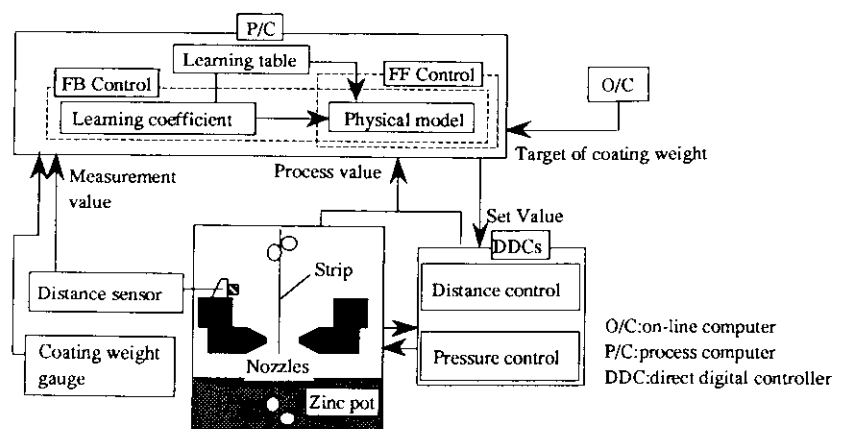 P/C
Learning table
FB Control
FF Control
O/C
Learning coefficient
Physical model
Target of coating weight
Measurement
value
Process value
Set Value
DDCs
Strip
Distance sensor
Distance control
Coating weight
gauge
Nozzles
Pressure control
Zinc pot
O/C:on-line computer
P/C:process computer
DDC:direct digital controller